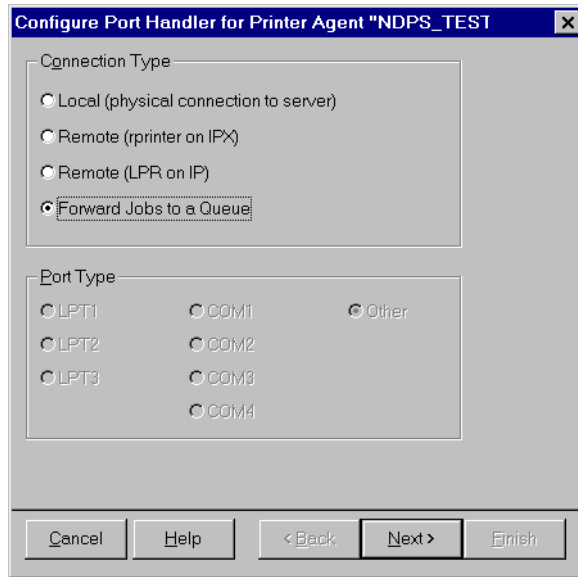 Configure Port Handler for Printer Agent "NDPS_TEST
Connection Type
Local (physical connection to server)
Remote (rprinter on IPX)
Remote (LPR on IP)
Forward Jobs to a Queue
Port Type
LPT1 COM1 Other
LPT2 COM2
LPT3 COM3
COM4
Cancel Help < Back Next > Finish